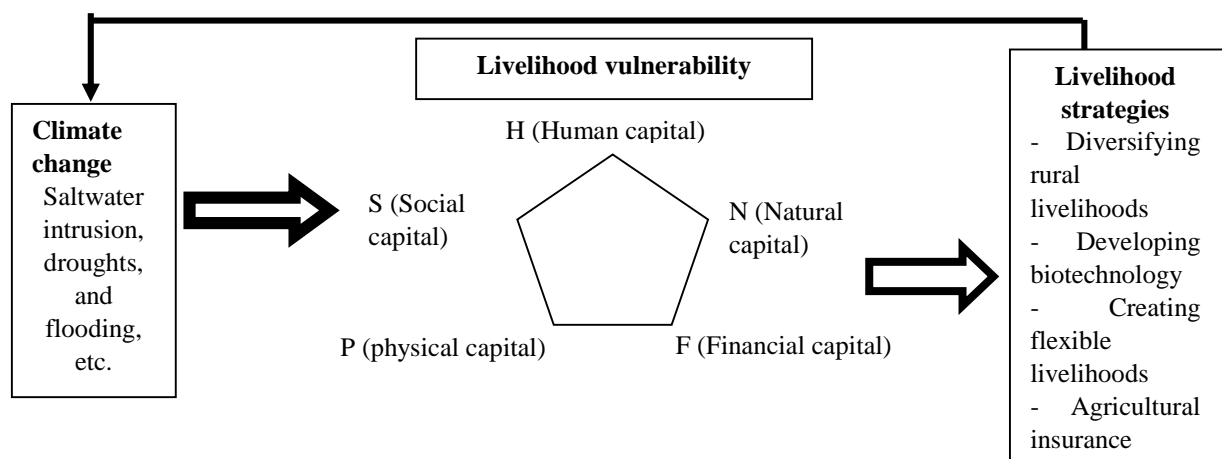 Livelihood vulnerability
Climate
change
Saltwater
intrusion,
droughts,
and
flooding,
etc.
H (Human capital)
S (Social
capital)
N (Natural
capital)
P (physical capital)
F (Financial capital)
Livelihood
strategies
- Diversifying
rural
livelihoods
- Developing
biotechnology
- Creating
flexible
livelihoods
- Agricultural
insurance